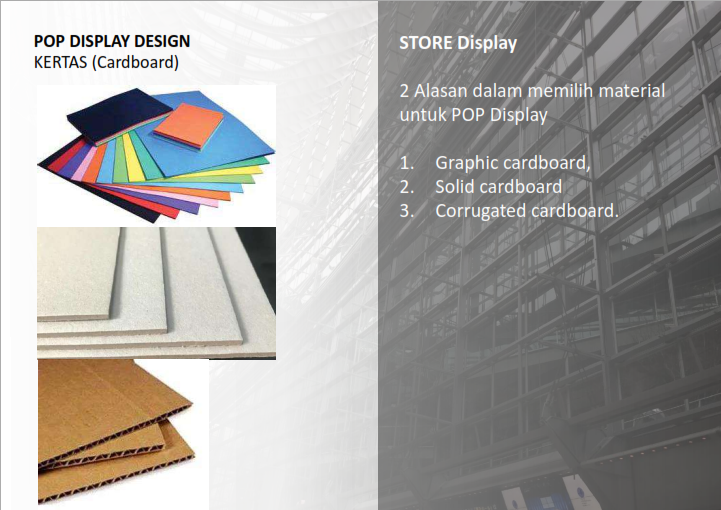 POP DISPLAY DESIGN
KERTAS (Cardboard)
STORE Display
2 Alasan dalam memilih material
untuk POP Display
1. Graphic cardboard,
2. Solid cardboard
3. Corrugated cardboard.